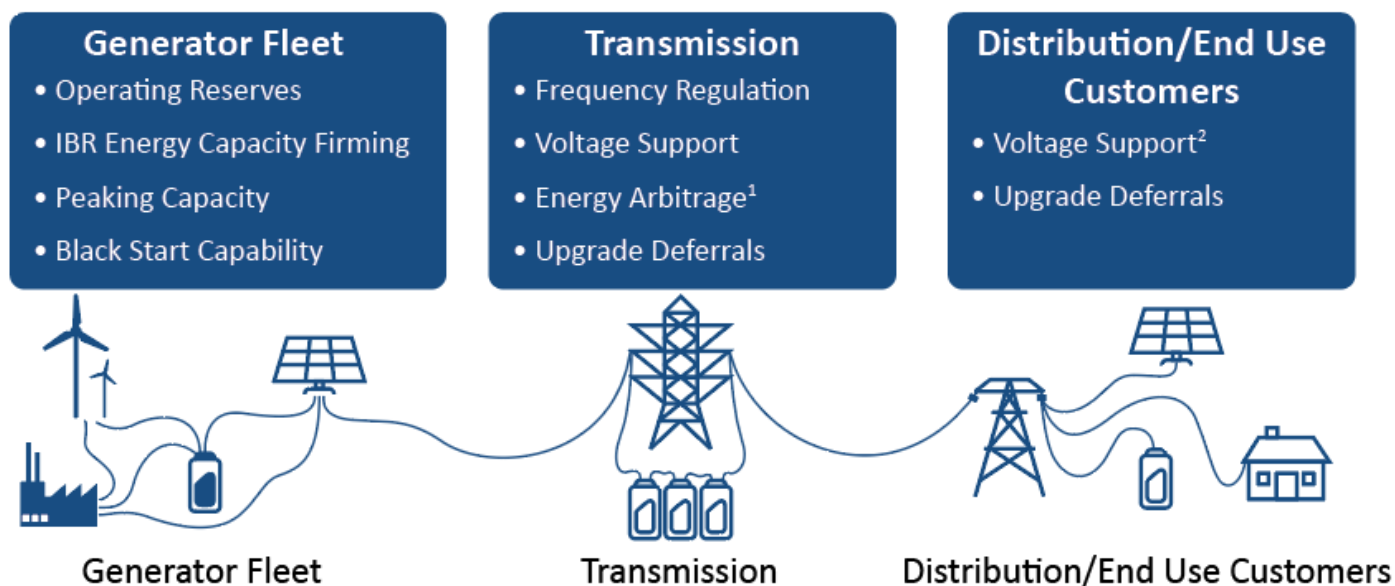 Generator Fleet
• Operating Reserves
• IBR Energy Capacity Firming
• Peaking Capacity
• Black Start Capability
Transmission
• Frequency Regulation
• Voltage Support
• Energy Arbitrage¹
• Upgrade Deferrals
Distribution/End Use
Customers
• Voltage Support²
• Upgrade Deferrals
Generator Fleet
Transmission
Distribution/End Use Customers